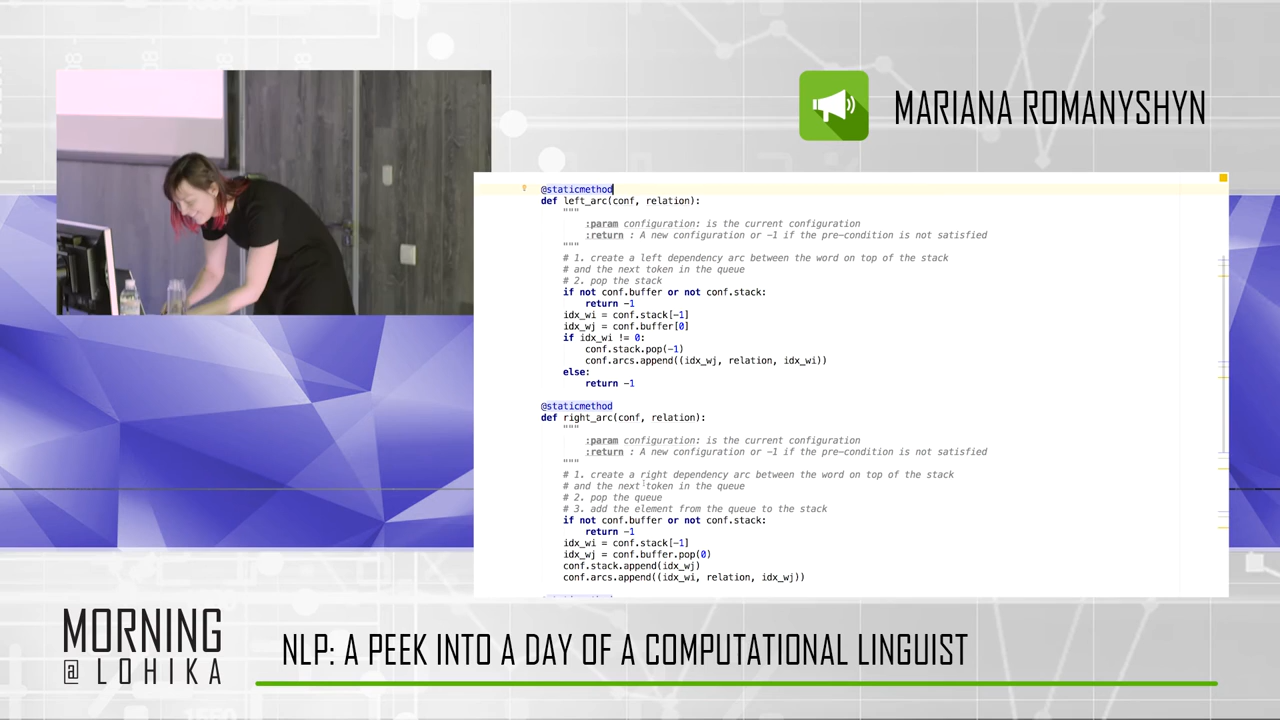 MARIANA ROMANYSHYN
@staticmethod
def left_arc(conf, relation):
"""
:param configuration: is the current configuration
:return : A new configuration or -1 if the pre-condition is not satisfied
"""
# 1. create a left dependency arc between the word on top of the stack
# and the next token in the queue
# 2. pop the stack
if not conf.buffer or not conf.stack:
return -1
idx_wi = conf.stack[-1]
idx_wj = conf.buffer[0]
if idx_wi != 0:
conf.stack.pop(-1)
conf.arcs.append((idx_wj, relation, idx_wi))
else:
return -1
@staticmethod
def right_arc(conf, relation):
"""
:param configuration: is the current configuration
:return : A new configuration or -1 if the pre-condition is not satisfied
"""
# 1. create a right dependency arc between the word on top of the stack
# and the next token in the queue
# 2. pop the queue
# 3. add the element from the queue to the stack
if not conf.buffer or not conf.stack:
return -1
idx_wi = conf.stack[-1]
idx_wj = conf.buffer.pop(0)
conf.stack.append(idx_wj)
conf.arcs.append((idx_wi, relation, idx_wj))
MORNING
@ LOHIKA
NLP: A PEEK INTO A DAY OF A COMPUTATIONAL LINGUIST